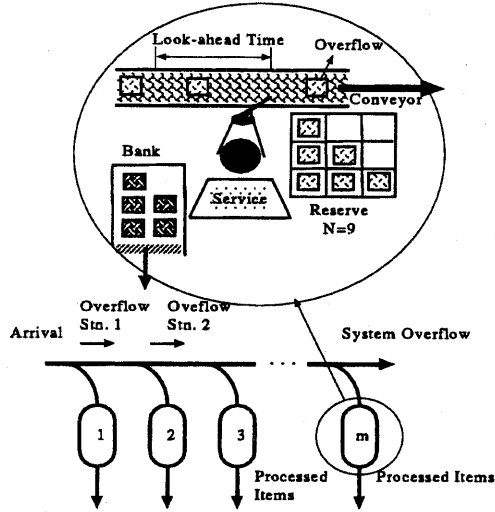 Look-ahead Time
Overflow
Conveyor
Bank
Service
Reserve
N=9
Overflow
Stn. 1
Oveflow
Stn. 2
Arrival
System Overflow
. . .
1
2
3
m
Processed
Items
Processed Items